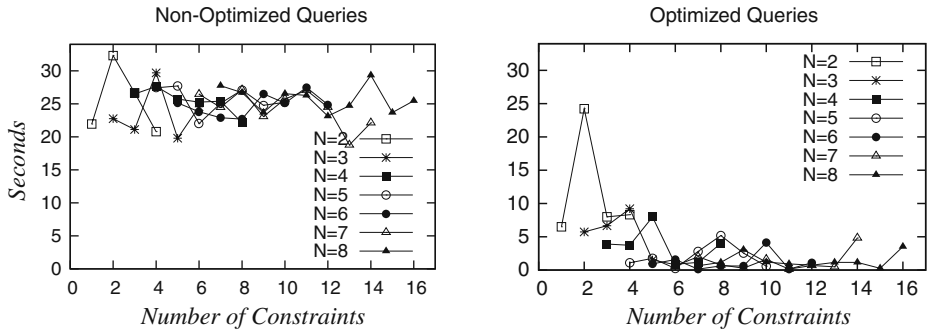 Non-Optimized Queries
Seconds
30
25
20
15
10
5
0
N=2
N=3
N=4
N=5
N=6
N=7
N=8
0 2 4 6 8 10 12 14 16
Number of Constraints
Optimized Queries
30
25
20
15
10
5
0
N=2
N=3
N=4
N=5
N=6
N=7
N=8
0 2 4 6 8 10 12 14 16
Number of Constraints